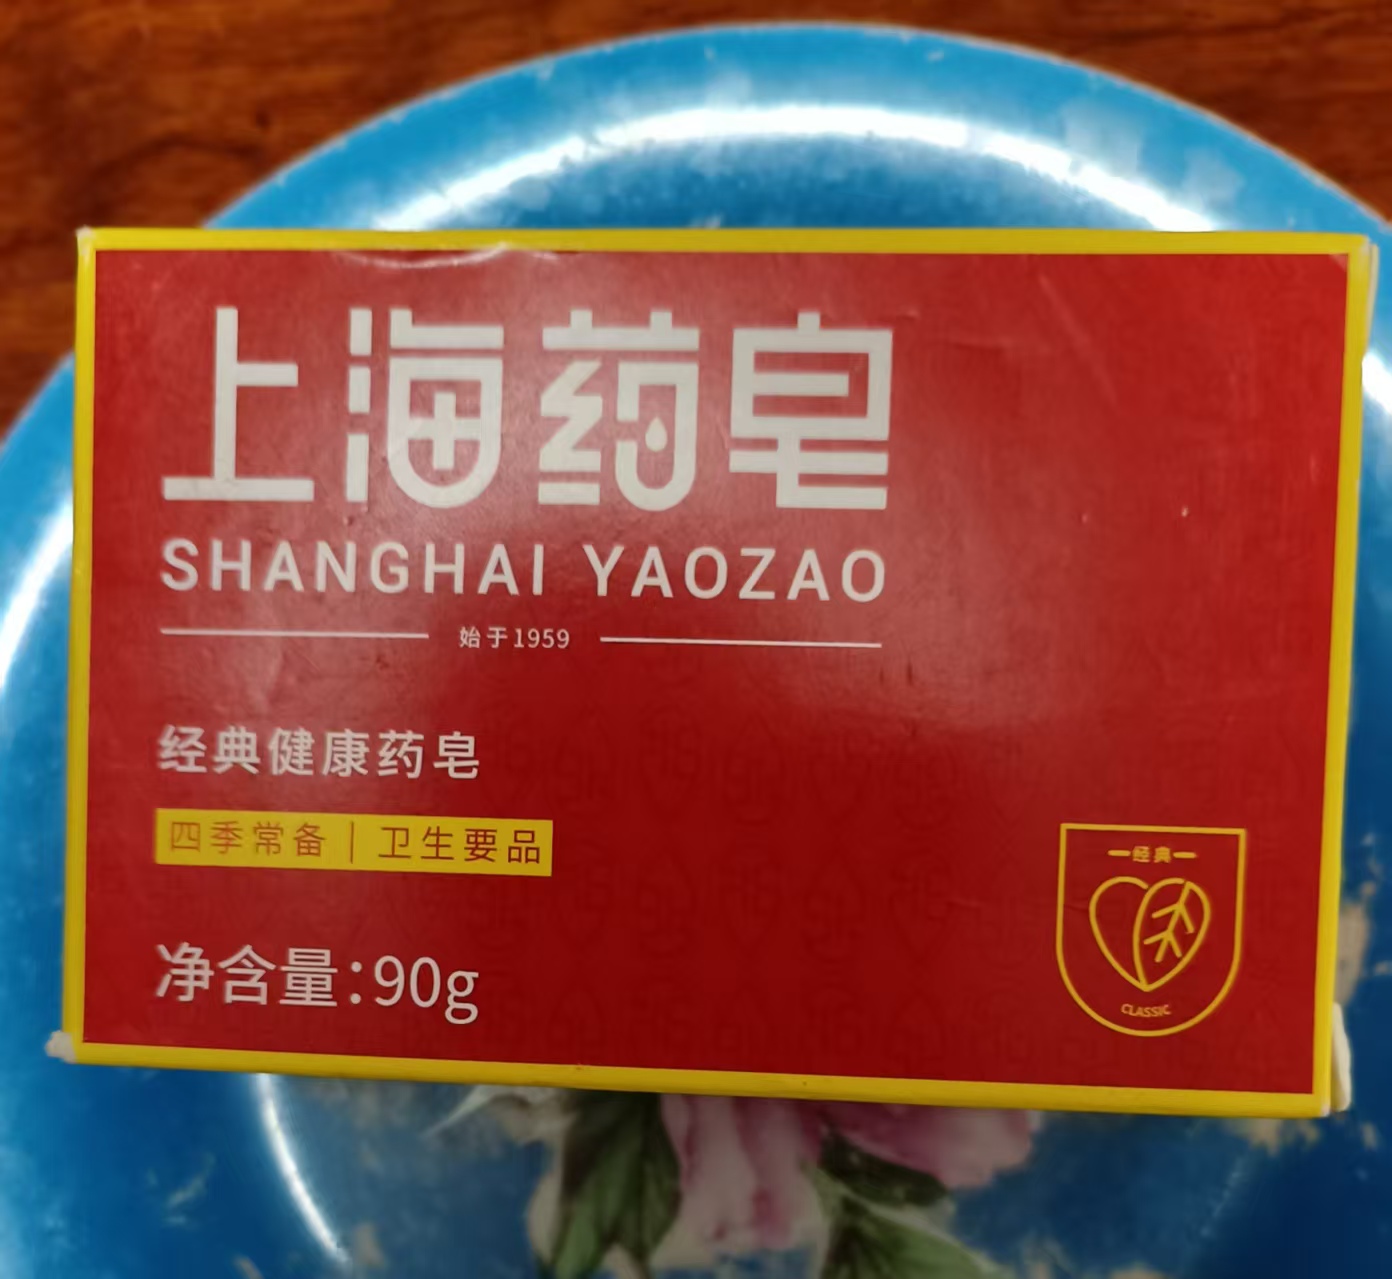 上海药皂
SHANGHAI YAOZAO
始于1959
经典健康药皂
四季常备｜卫生要品
净含量:90g
经典
CLASSIC